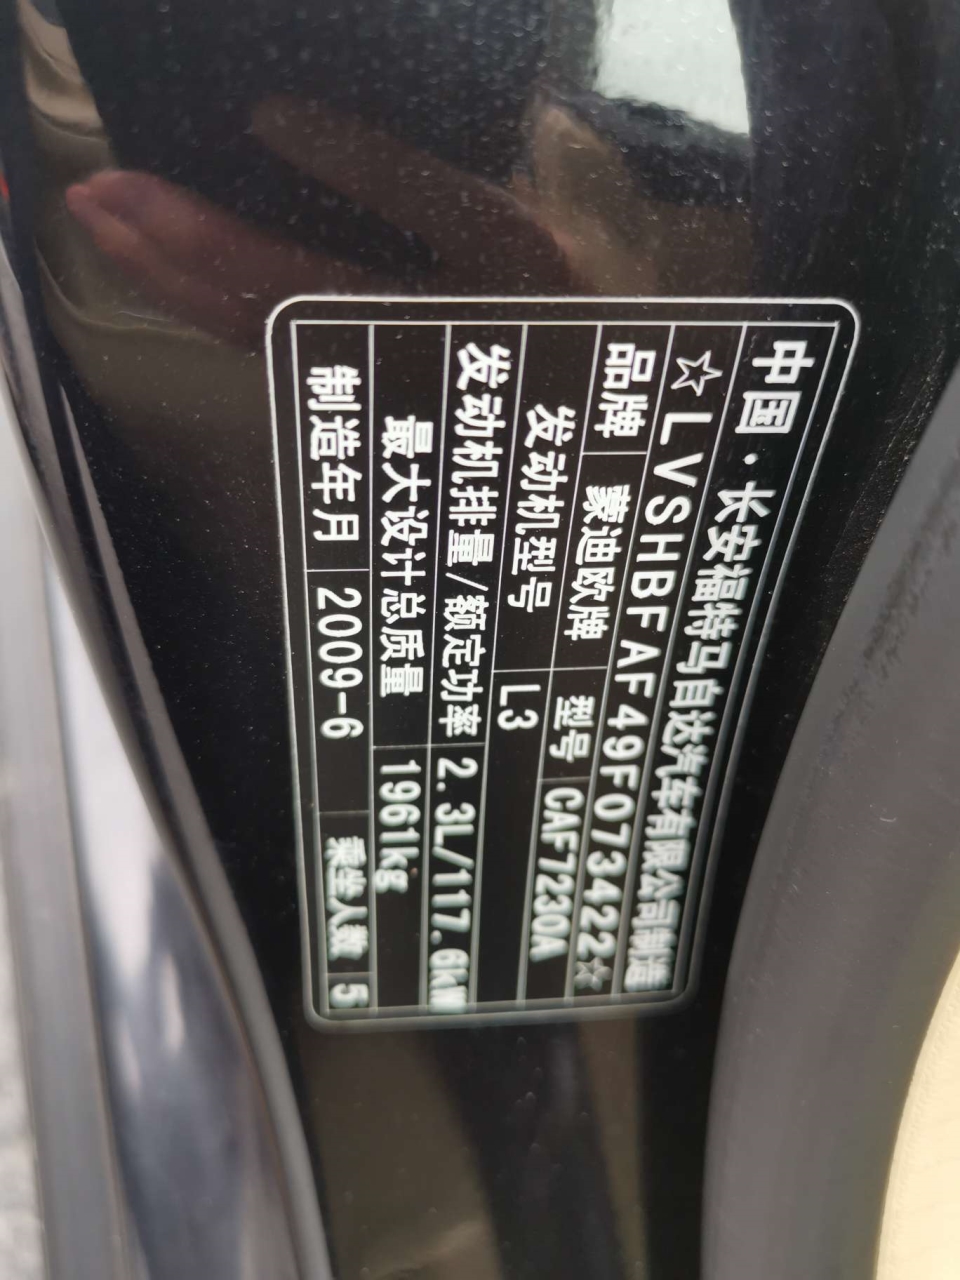 中国·长安福特马自达汽车有限公司制造
☆LVSHBFAF49F073422☆
品牌 蒙迪欧牌 型号 CAF7230A
发动机型号 L3
发动机排量/额定功率 2.3L/117.6kW
最大设计总质量 1961kg
制造年月 2009-6 乘坐人数 5